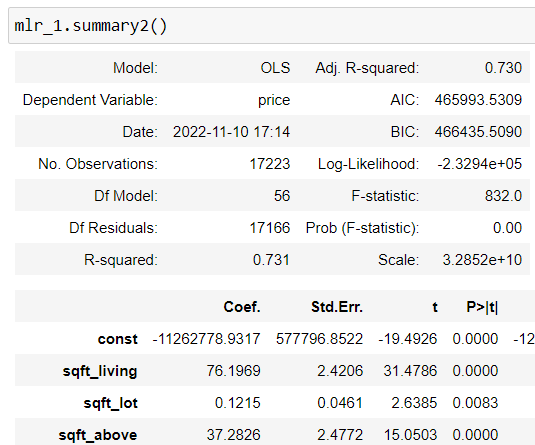 mlr_1.summary2()
Model: OLS Adj. R-squared: 0.730
Dependent Variable: price AIC: 465993.5309
Date: 2022-11-10 17:14 BIC: 466435.5090
No. Observations: 17223 Log-Likelihood: -2.3294e+05
Df Model: 56 F-statistic: 832.0
Df Residuals: 17166 Prob (F-statistic): 0.00
R-squared: 0.731 Scale: 3.2852e+10
Coef. Std.Err. t P>|t|
const -11262778.9317 577796.8522 -19.4926 0.0000 -12
sqft_living 76.1969 2.4206 31.4786 0.0000
sqft_lot 0.1215 0.0461 2.6385 0.0083
sqft_above 37.2826 2.4772 15.0503 0.0000